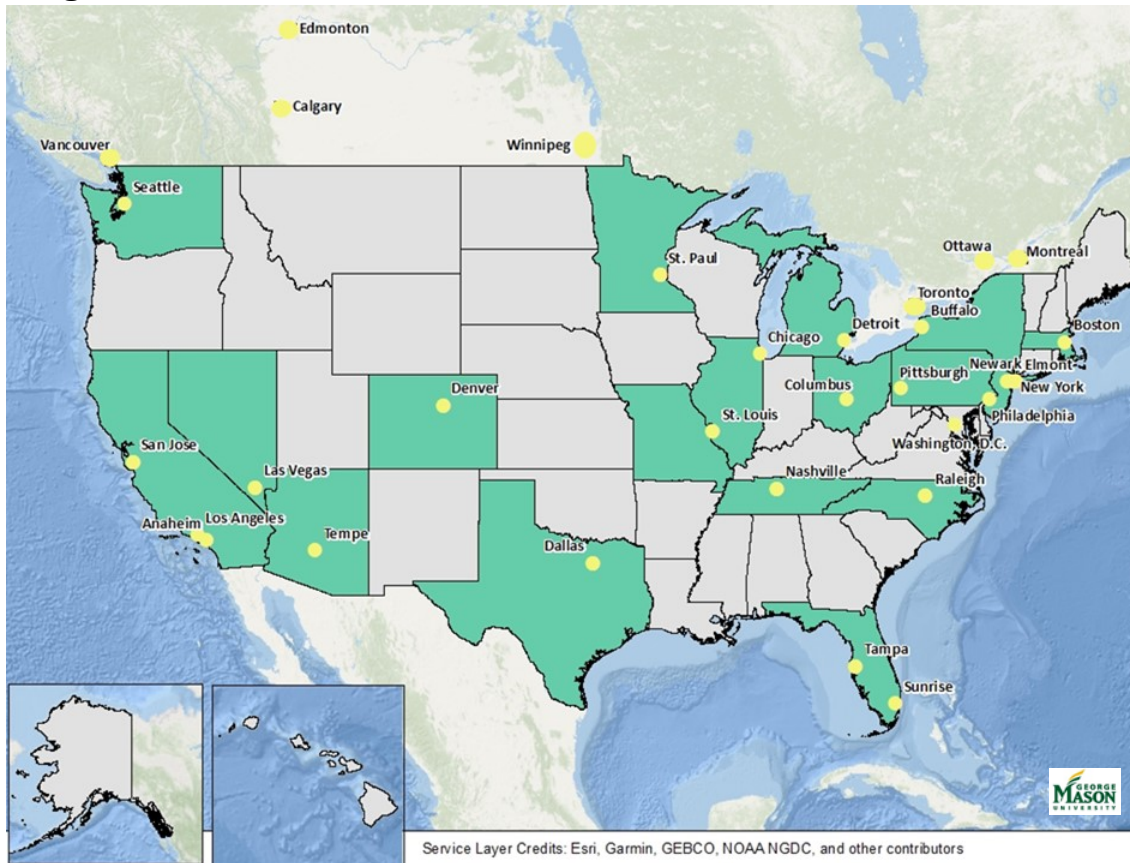 Edmonton
Calgary
Vancouver
Winnipeg
Seattle
Ottawa
Montreal
St. Paul
Toronto
Buffalo
Boston
Detroit
Chicago
Newark
Elmont
Denver
Columbus
Pittsburgh
New York
St. Louis
Philadelphia
San Jose
Washington, D.C.
Las Vegas
Nashville
Raleigh
Anaheim
Los Angeles
Tempe
Dallas
Tampa
Sunrise
GEORGE
MASON
UNIVERSITY
Service Layer Credits: Esri, Garmin, GEBCO, NOAA NGDC, and other contributors